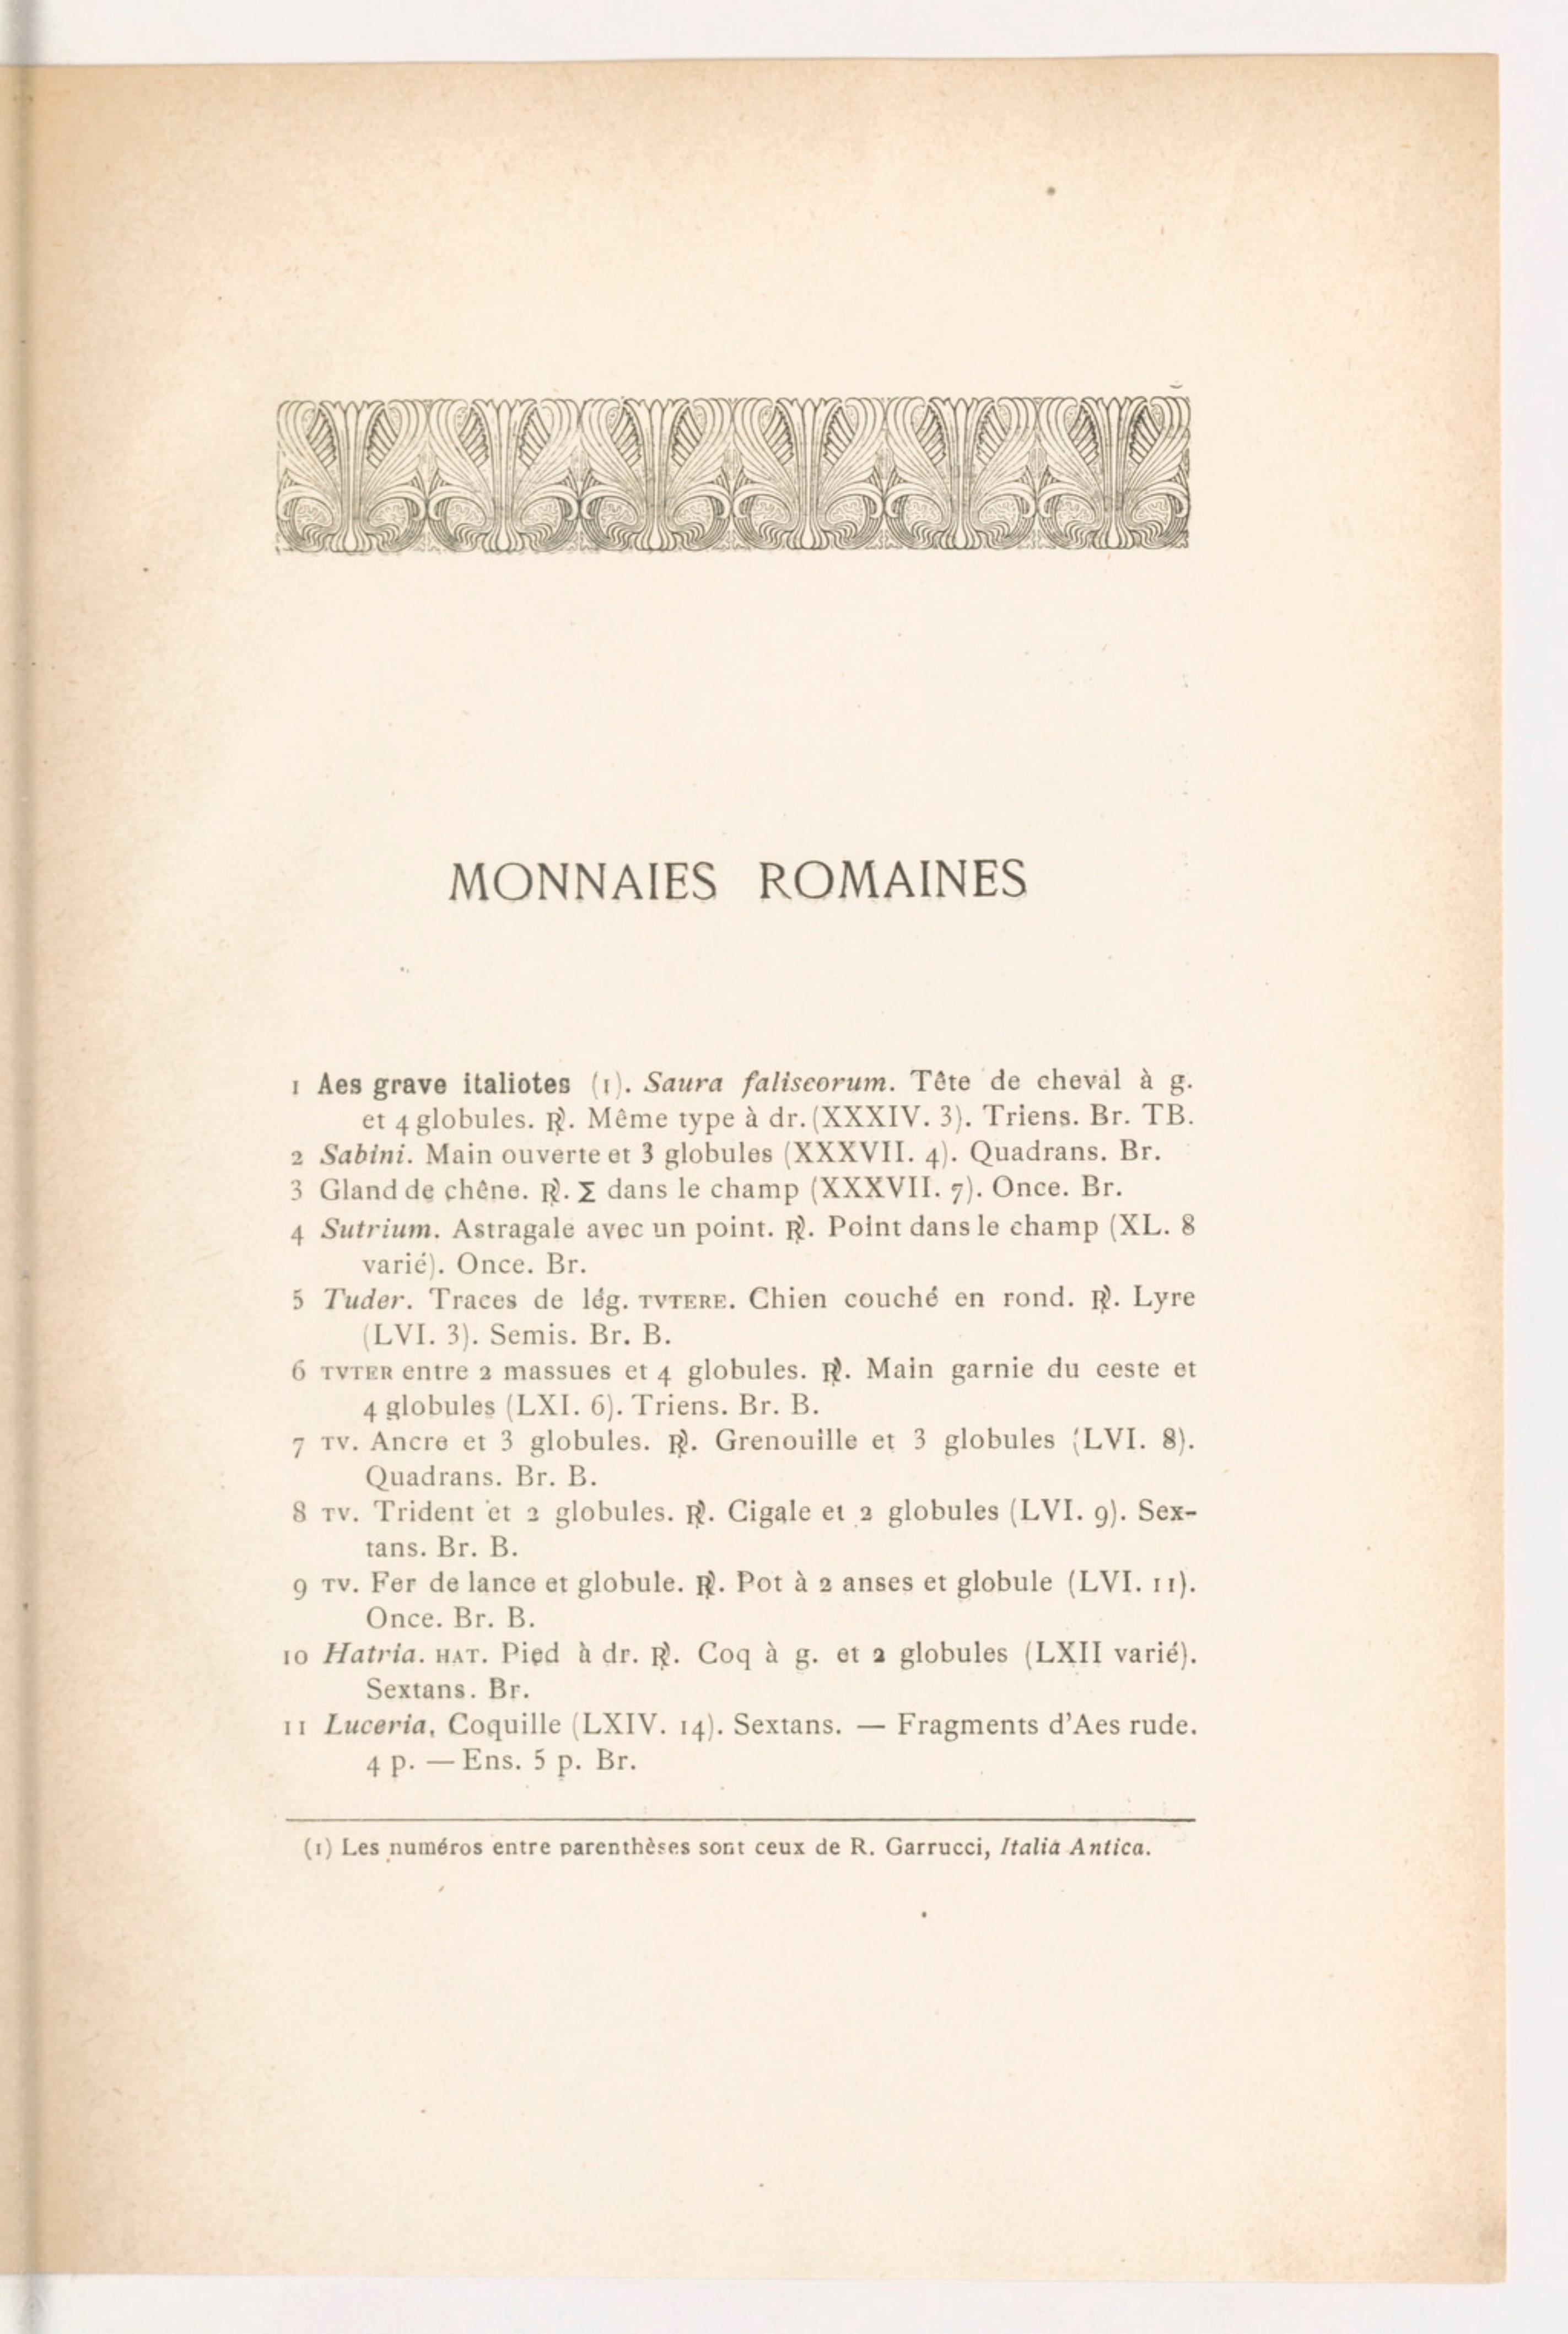 MONNAIES ROMAINES
1 Aes grave italiotes (1). Saura faliscorum. Tête de cheval à g.
et 4 globules. ℟. Même type à dr. (XXXIV. 3). Triens. Br. TB.
2 Sabini. Main ouverte et 3 globules (XXXVII. 4). Quadrans. Br.
3 Gland de chêne. ℟. Σ dans le champ (XXXVII. 7). Once. Br.
4 Sutrium. Astragale avec un point. ℟. Point dans le champ (XL. 8
varié). Once. Br.
5 Tuder. Traces de lég. TVTERE. Chien couché en rond. ℟. Lyre
(LVI. 3). Semis. Br. B.
6 TVTER entre 2 massues et 4 globules. ℟. Main garnie du ceste et
4 globules (LXI. 6). Triens. Br. B.
7 TV. Ancre et 3 globules. ℟. Grenouille et 3 globules (LVI. 8).
Quadrans. Br. B.
8 TV. Trident et 2 globules. ℟. Cigale et 2 globules (LVI. 9). Sex-
tans. Br. B.
9 TV. Fer de lance et globule. ℟. Pot à 2 anses et globule (LVI. 11).
Once. Br. B.
10 Hatria. HAT. Pied à dr. ℟. Coq à g. et 2 globules (LXII varié).
Sextans. Br.
11 Luceria, Coquille (LXIV. 14). Sextans. — Fragments d'Aes rude.
4 p. — Ens. 5 p. Br.
(1) Les numéros entre parenthèses sont ceux de R. Garrucci, Italia Antica.